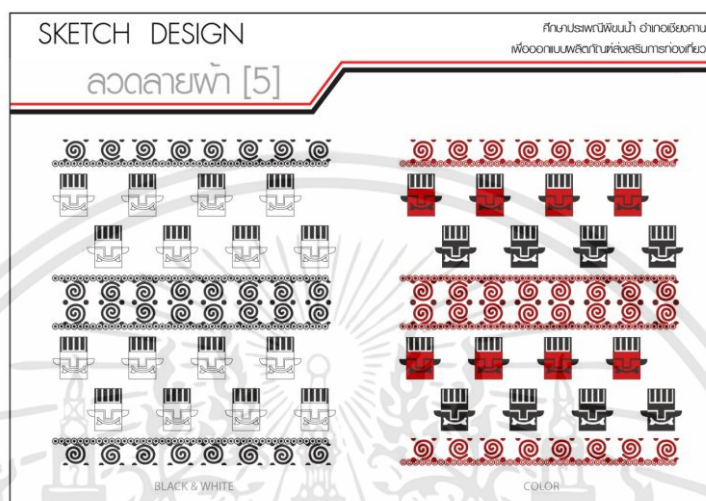 SKETCH DESIGN
ลวดลายผ้า [5]
ศึกษาประเพณีผีขนน้ำ อำเภอเชียงคาน
เพื่อออกแบบผลิตภัณฑ์ส่งเสริมการท่องเที่ยว
BLACK & WHITE
COLOR